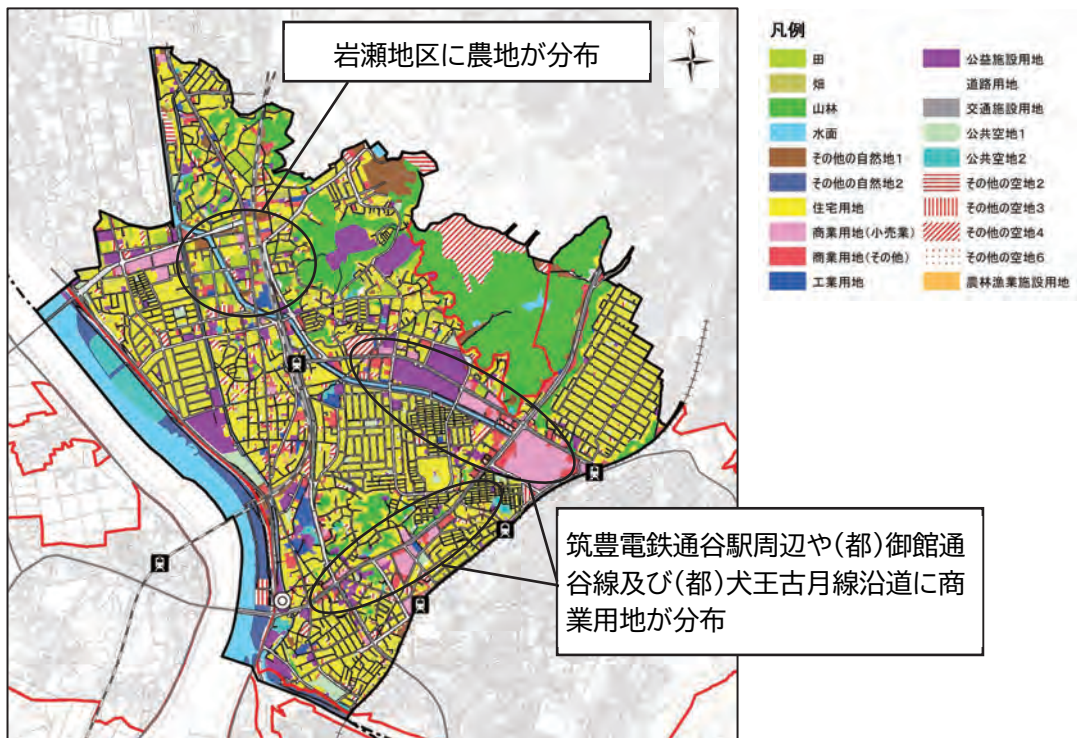 岩瀬地区に農地が分布
N
凡例
田
畑
山林
水面
その他の自然地1
その他の自然地2
住宅用地
商業用地(小売業)
商業用地(その他)
工業用地
公益施設用地
道路用地
交通施設用地
公共空地1
公共空地2
その他の空地2
その他の空地3
その他の空地4
その他の空地6
農林漁業施設用地
筑豊電鉄通谷駅周辺や(都)御館通
谷線及び(都)犬王古月線沿道に商
業用地が分布